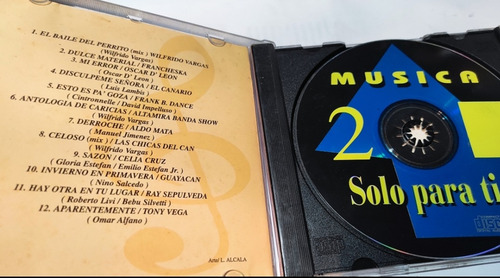 1. EL BAILE DEL PERRITO (mix) WILFRIDO VARGAS
(Wilfrido Vargas)
2. DULCE MATERIAL / FRANCHESKA
3. MI ERROR / OSCAR D' LEON
(Oscar D' Leon)
4. DISCULPEME SEÑORA / EL CANARIO
(Luis Lambis)
5. ESTO ES PA' GOZA / FRANK B. DANCE
(Cintronnelle / David Impelluso)
6. ANTOLOGIA DE CARICIAS / ALTAMIRA BANDA SHOW
(Wilfrido Vargas)
7. DERROCHE / ALDO MATA
(Manuel Jimenez)
8. CELOSO (mix) / LAS CHICAS DEL CAN
(Wilfrido Vargas)
9. SAZON / CELIA CRUZ
(Gloria Estefan / Emilio Estefan Jr.)
10. INVIERNO EN PRIMAVERA / GUAYACAN
(Nino Saicedo)
11. HAY OTRA EN TU LUGAR / RAY SEPULVEDA
(Roberto Livi / Bebu Silvetti)
12. APARENTEMENTE / TONY VEGA
(Omar Alfano)
Arte/ L. ALCALA
MUSICA
2
Solo para ti
disc